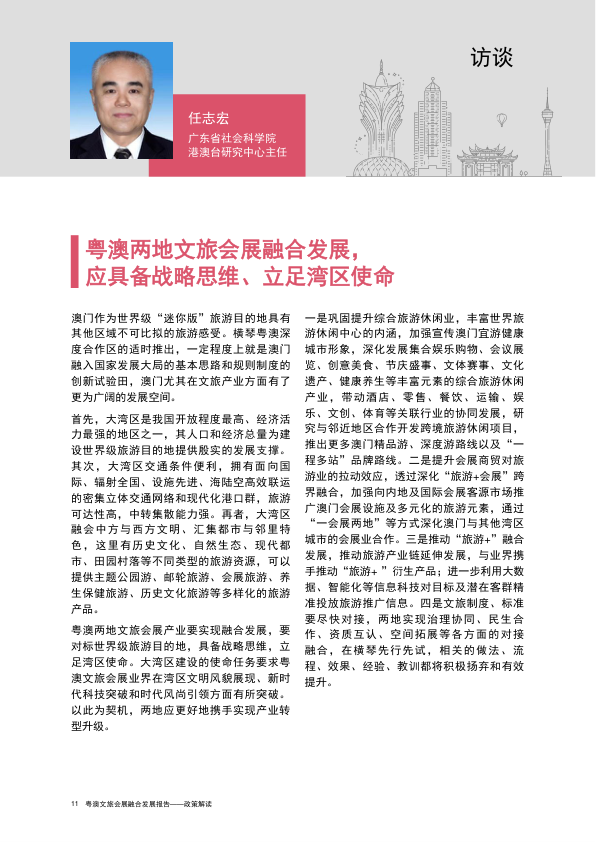 访谈
任志宏
广东省社会科学院
港澳台研究中心主任
粤澳两地文旅会展融合发展，
应具备战略思维、立足湾区使命
澳门作为世界级“迷你版”旅游目的地具有
其他区域不可比拟的旅游感受。横琴粤澳深
度合作区的适时推出，一定程度上就是澳门
融入国家发展大局的基本思路和规则制度的
创新试验田，澳门尤其在文旅产业方面有了
更为广阔的发展空间。
首先，大湾区是我国开放程度最高、经济活
力最强的地区之一，其人口和经济总量为建
设世界级旅游目的地提供殷实的发展支撑。
其次，大湾区交通条件便利，拥有面向国
际、辐射全国、设施先进、海陆空高效联运
的密集立体交通网络和现代化港口群，旅游
可达性高，中转集散能力强。再者，大湾区
融会中方与西方文明、汇集都市与邻里特
色，这里有历史文化、自然生态、现代都
市、田园村落等不同类型的旅游资源，可以
提供主题公园游、邮轮旅游、会展旅游、养
生保健旅游、历史文化旅游等多样化的旅游
产品。
粤澳两地文旅会展产业要实现融合发展，要
对标世界级旅游目的地，具备战略思维，立
足湾区使命。大湾区建设的使命任务要求粤
澳文旅会展业界在湾区文明风貌展现、新时
代科技突破和时代风尚引领方面有所突破。
以此为契机，两地应更好地携手实现产业转
型升级。
一是巩固提升综合旅游休闲业，丰富世界旅
游休闲中心的内涵，加强宣传澳门宜游健康
城市形象，深化发展集合娱乐购物、会议展
览、创意美食、节庆盛事、文体赛事、文化
遗产、健康养生等丰富元素的综合旅游休闲
产业，带动酒店、零售、餐饮、运输、娱
乐、文创、体育等关联行业的协同发展，研
究与邻近地区合作开发跨境旅游休闲项目，
推出更多澳门精品游、深度游路线以及“一
程多站”品牌路线。二是提升会展商贸对旅
游业的拉动效应，透过深化“旅游+会展”跨
界融合，加强向内地及国际会展客源市场推
广澳门会展设施及多元化的旅游元素，通过
“一会展两地”等方式深化澳门与其他湾区
城市的会展业合作。三是推动“旅游+”融合
发展，推动旅游产业链延伸发展，与业界携
手推动“旅游+ ”衍生产品；进一步利用大数
据、智能化等信息科技对目标及潜在客群精
准投放旅游推广信息。四是文旅制度、标准
要尽快对接，两地实现治理协同、民生合
作、资质互认、空间拓展等各方面的对接
融合，在横琴先行先试，相关的做法、流
程、效果、经验、教训都将积极扬弃和有效
提升。
11 粤澳文旅会展融合发展报告——政策解读